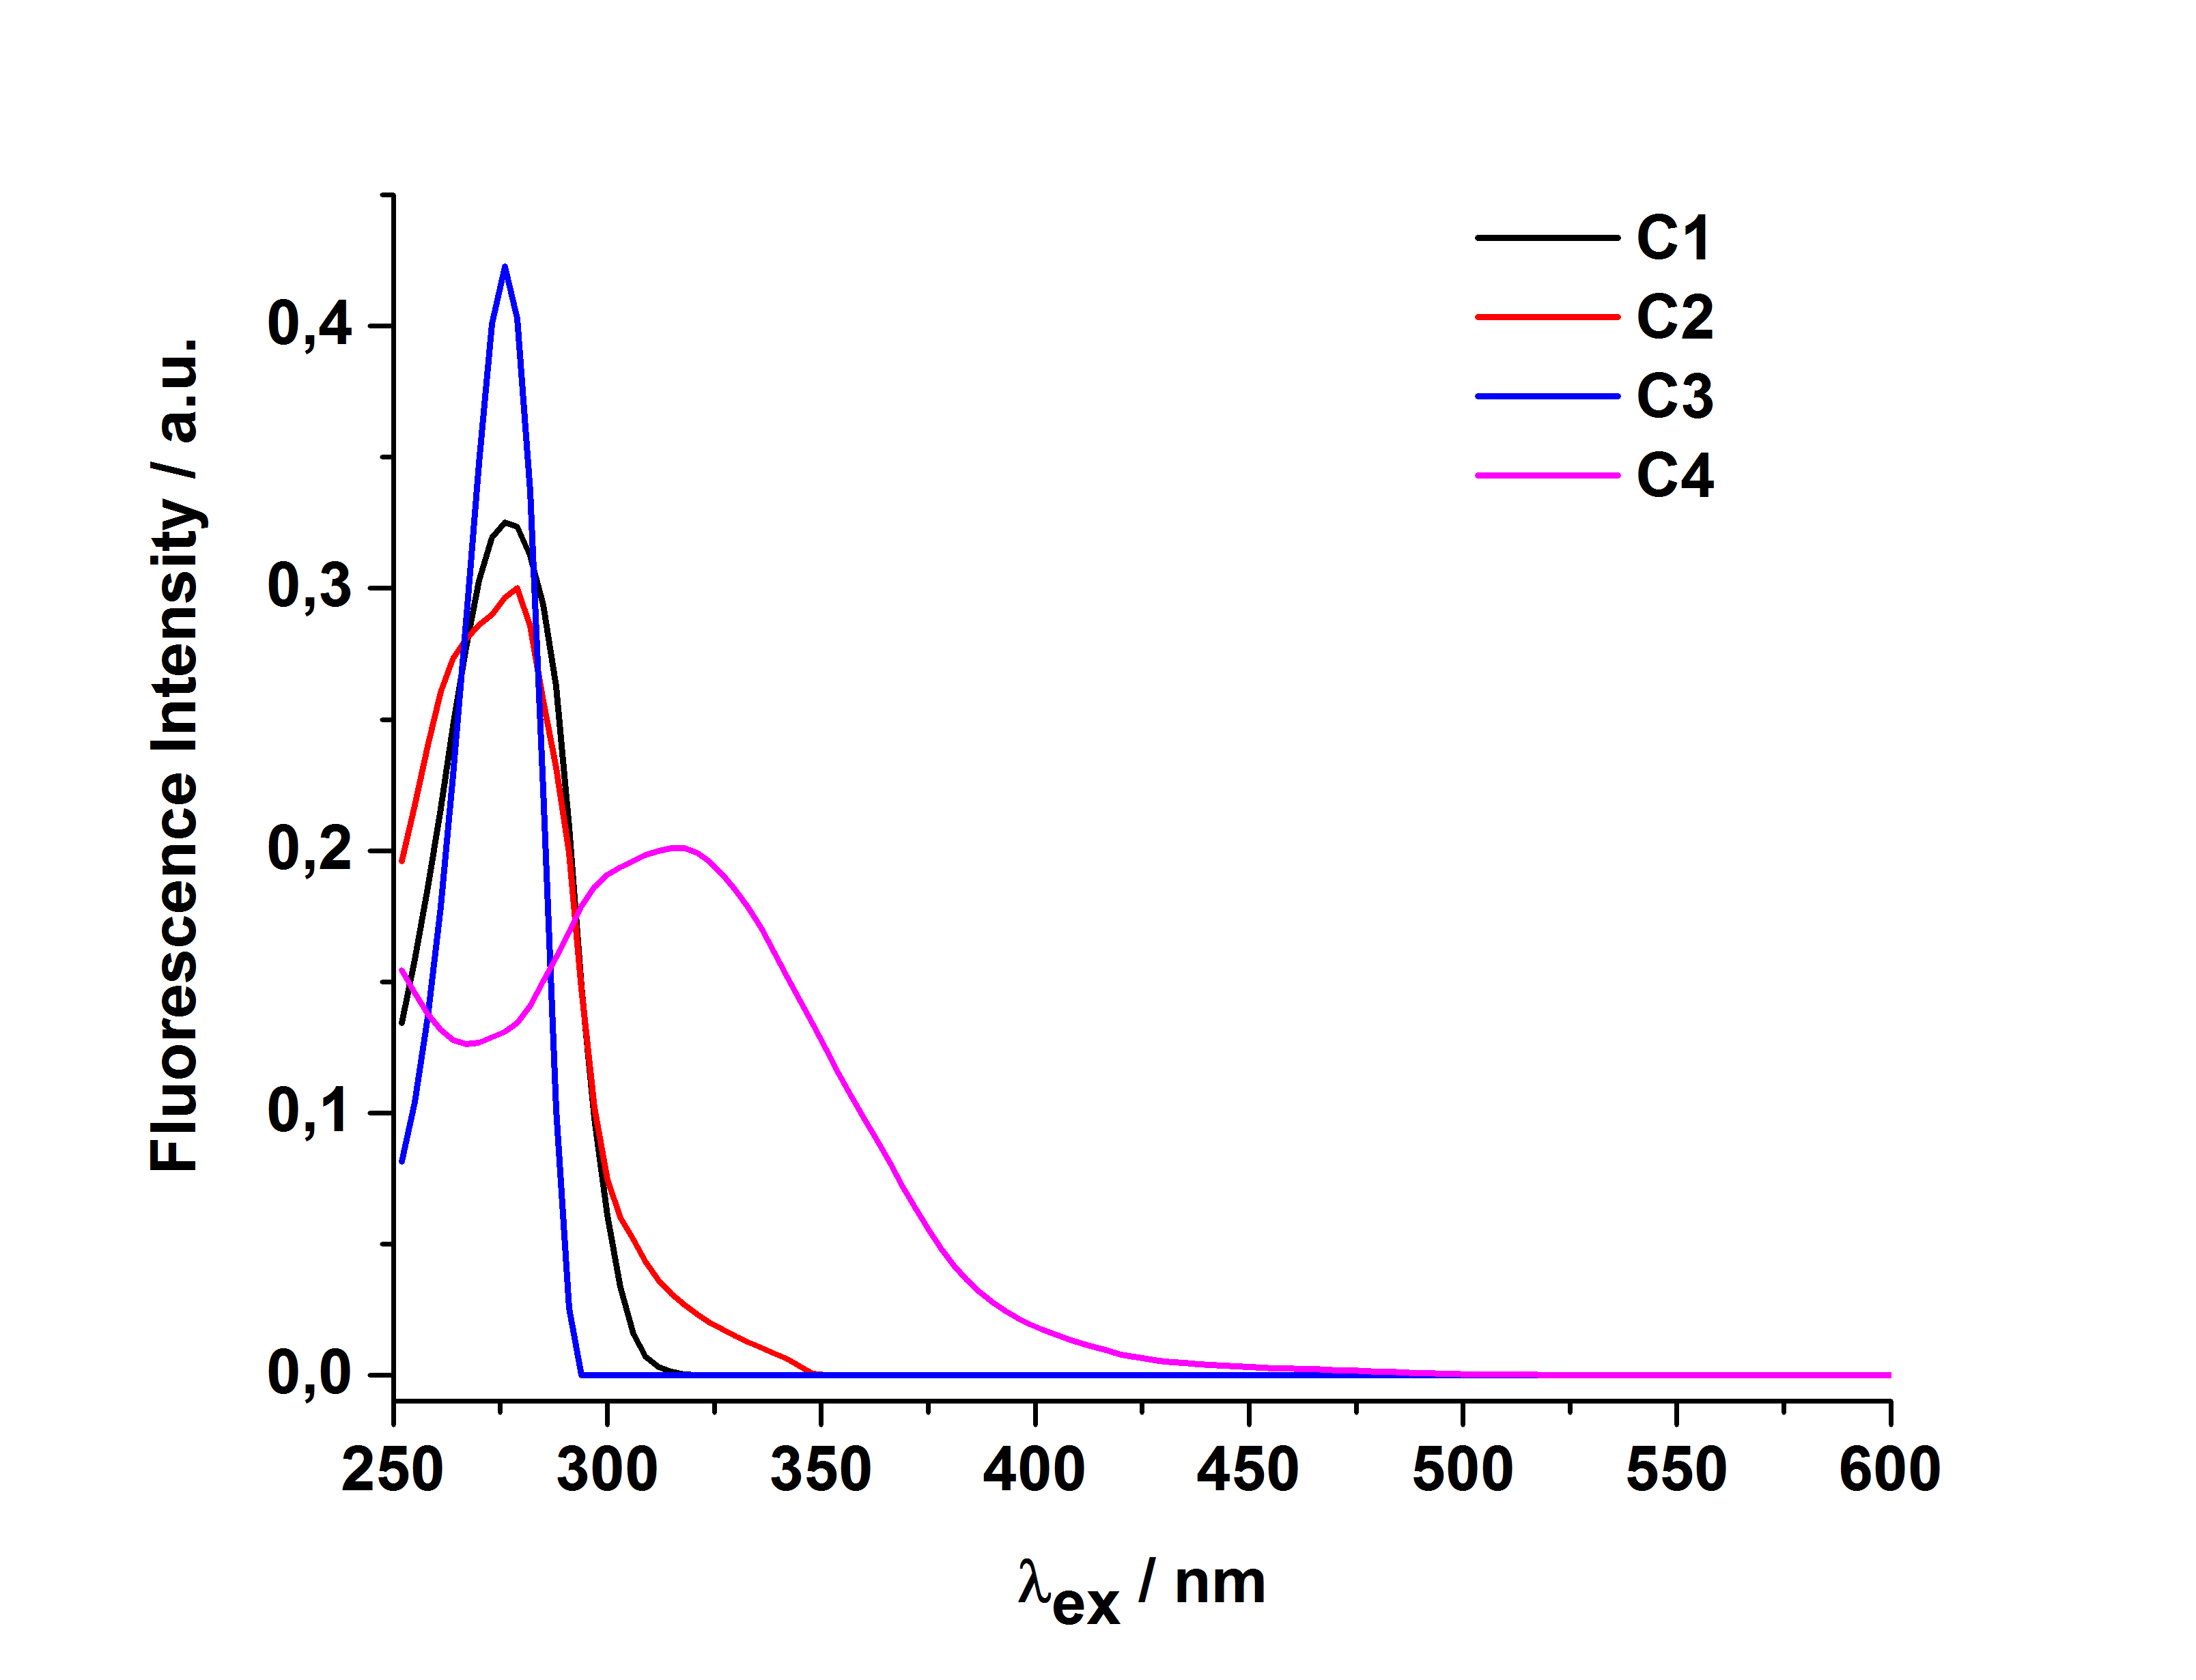 C1
C2
C3
C4
Fluorescence Intensity / a.u.
0,4
0,3
0,2
0,1
0,0
250 300 350 400 450 500 550 600
λex / nm